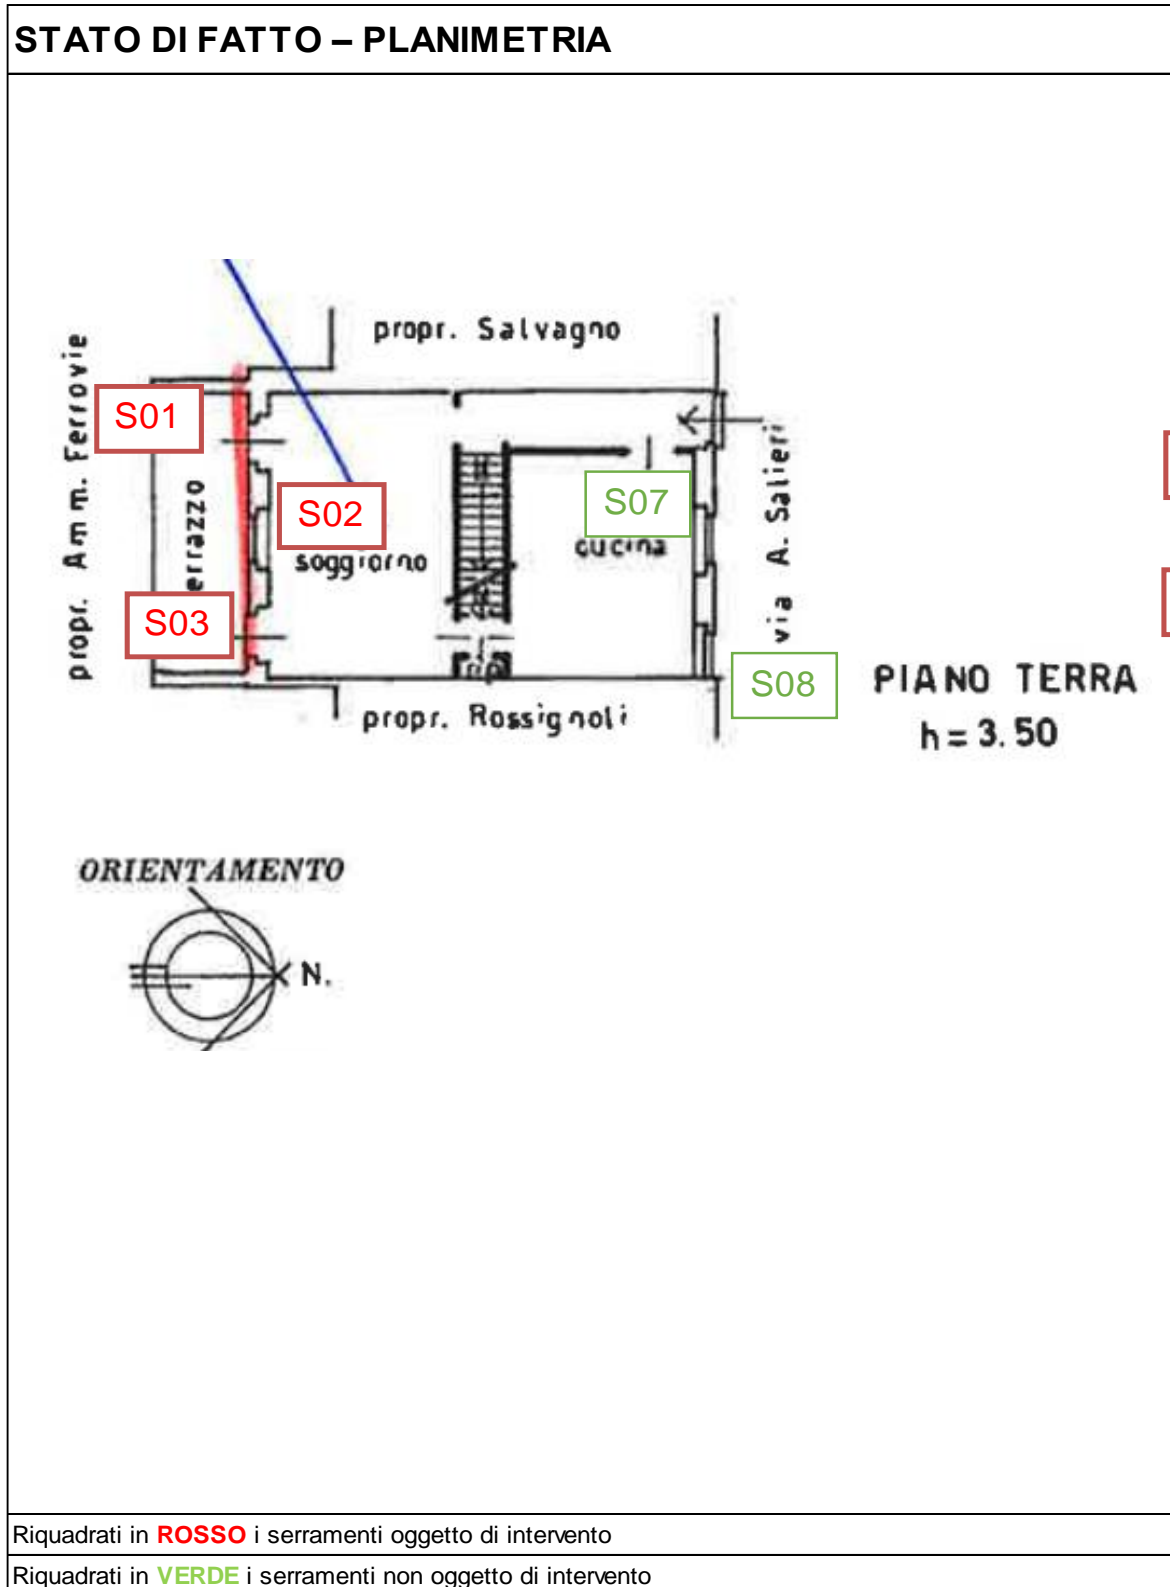 STATO DI FATTO – PLANIMETRIA
propr. Salvagno
propr. Amm. Ferrovie
S01
errazzo
S02
soggiorno
S03
S07
cucina
via A. Salieri
S08
propr. Rossignoli
PIANO TERRA
h = 3.50
ORIENTAMENTO
N.
Riquadrati in ROSSO i serramenti oggetto di intervento
Riquadrati in VERDE i serramenti non oggetto di intervento